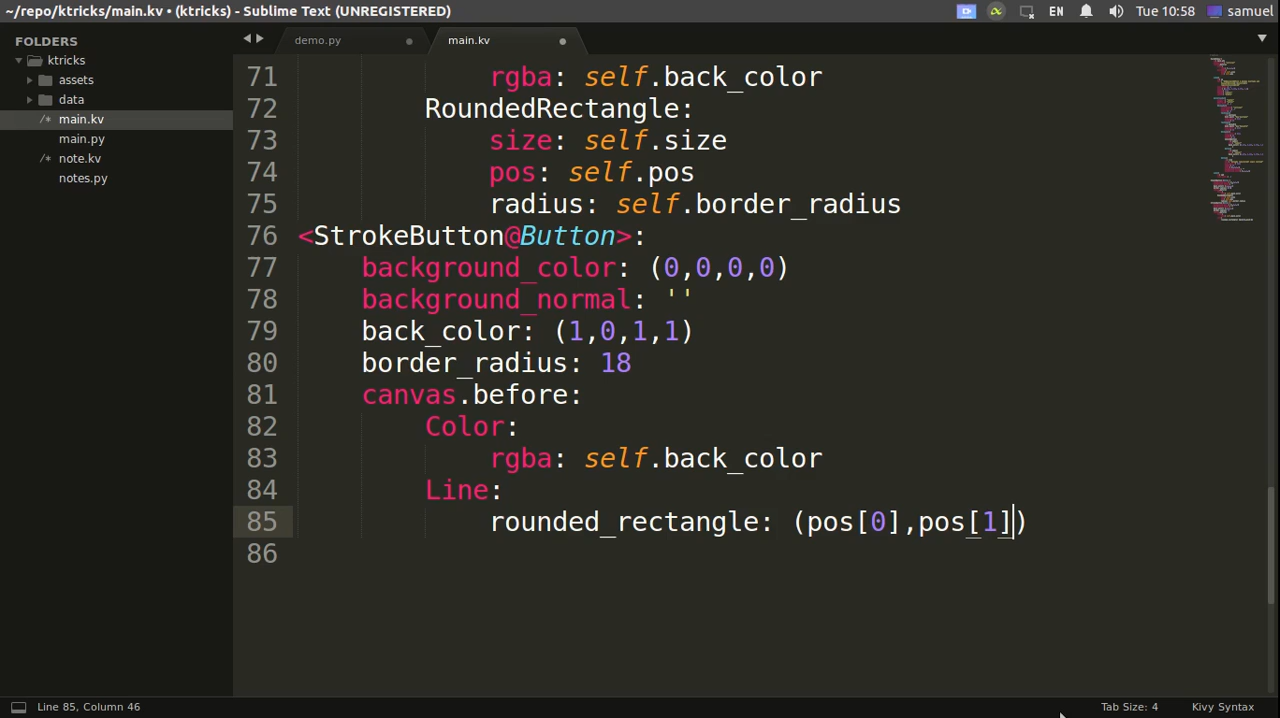 ~/repo/ktricks/main.kv • (ktricks) - Sublime Text (UNREGISTERED)
EN
Tue 10:58
samuel
FOLDERS
ktricks
assets
data
/* main.kv
main.py
/* note.kv
notes.py
demo.py
main.kv
71 rgba: self.back_color
72 RoundedRectangle:
73 size: self.size
74 pos: self.pos
75 radius: self.border_radius
76 <StrokeButton@Button>:
77 background_color: (0,0,0,0)
78 background_normal: ''
79 back_color: (1,0,1,1)
80 border_radius: 18
81 canvas.before:
82 Color:
83 rgba: self.back_color
84 Line:
85 rounded_rectangle: (pos[0],pos[1])
86
Line 85, Column 46
Tab Size: 4
Kivy Syntax